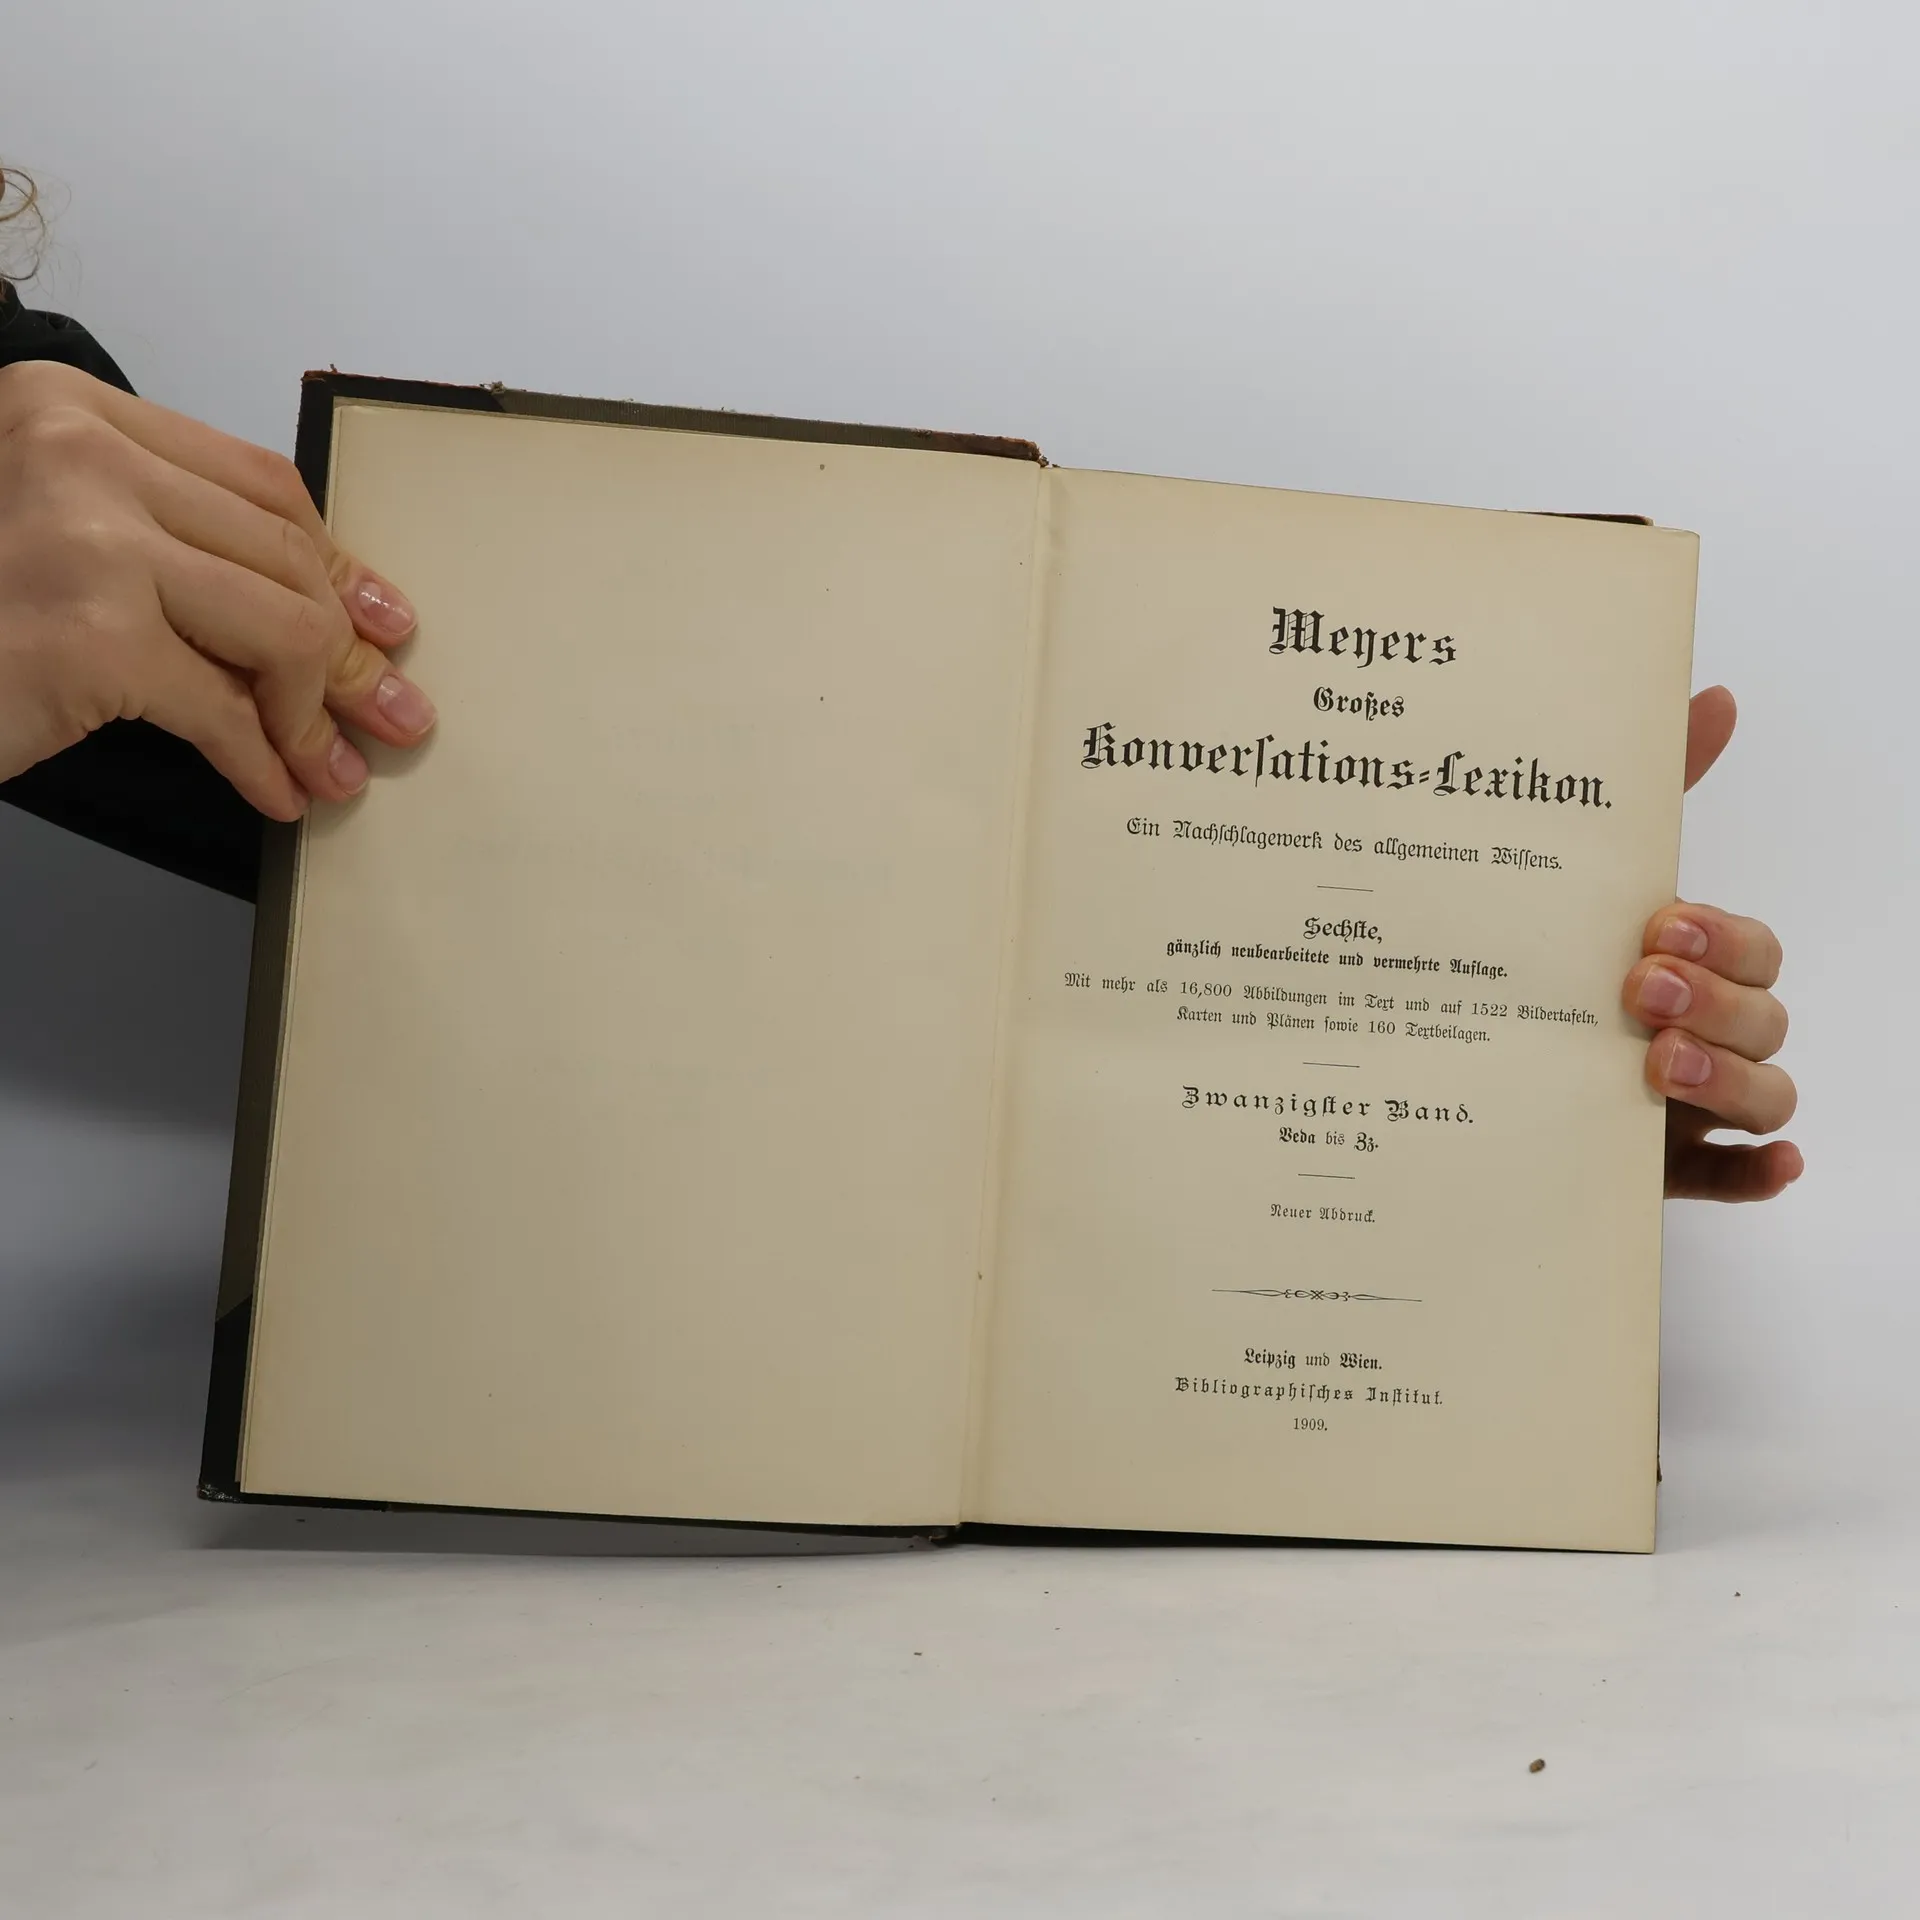 Meyers
Großes
Konverſations-Lexikon.
Ein Nachſchlagewerk des allgemeinen Wiſſens.
Sechſte,
gänzlich neubearbeitete und vermehrte Auflage.
Mit mehr als 16,800 Abbildungen im Text und auf 1522 Bildertafeln,
Karten und Plänen ſowie 160 Textbeilagen.
Zwanzigſter Band.
Veda bis Zz.
Neuer Abdruck.
Leipzig und Wien.
Bibliographiſches Inſtitut.
1909.